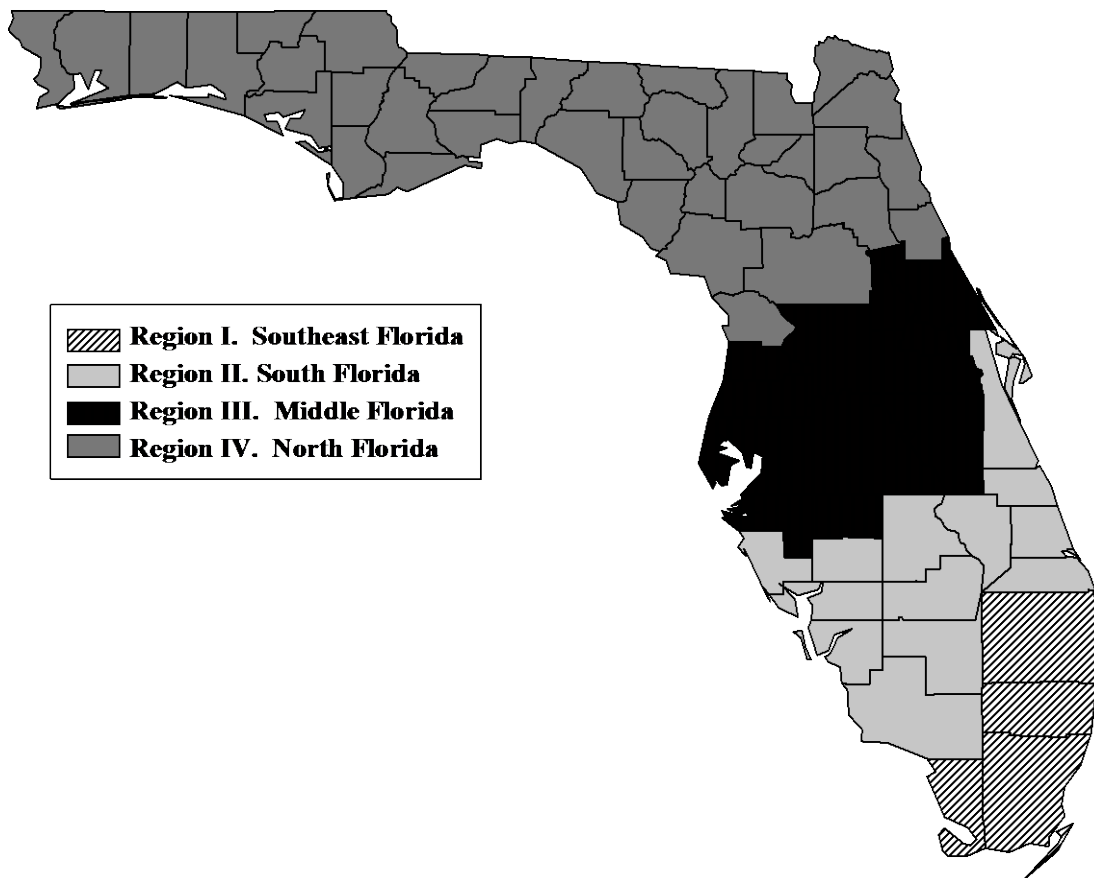 Region I. Southeast Florida
Region II. South Florida
Region III. Middle Florida
Region IV. North Florida